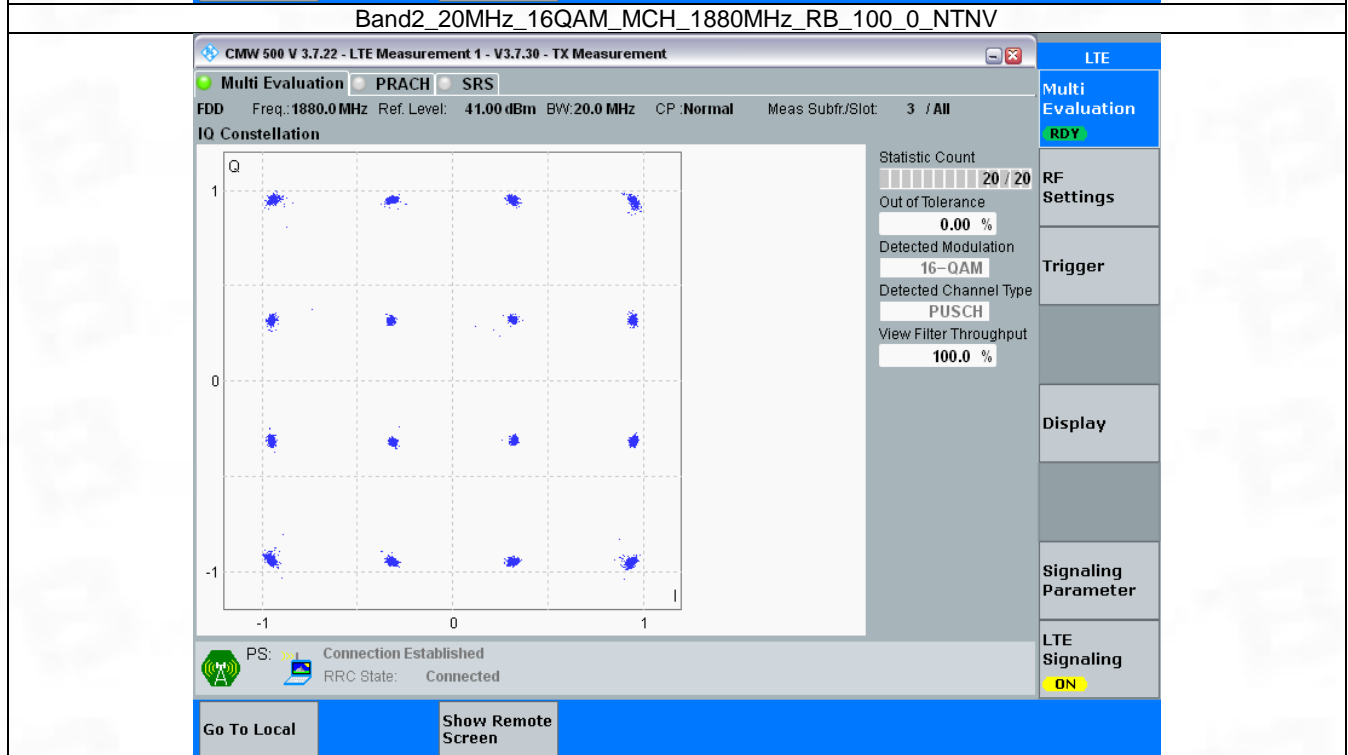 Band2_20MHz_16QAM_MCH_1880MHz_RB_100_0_NTNV
CMW 500 V 3.7.22 - LTE Measurement 1 - V3.7.30 - TX Measurement
LTE
Multi Evaluation PRACH SRS
FDD Freq.:1880.0 MHz Ref. Level: 41.00 dBm BW:20.0 MHz CP :Normal Meas Subfr./Slot: 3 / All
IQ Constellation
Multi
Evaluation
RDY
Q
1
0
-1
-1 0 1
I
Statistic Count
20 / 20
Out of Tolerance
0.00 %
Detected Modulation
16-QAM
Detected Channel Type
PUSCH
View Filter Throughput
100.0 %
RF
Settings
Trigger
Display
Signaling
Parameter
LTE
Signaling
ON
PS: Connection Established
RRC State: Connected
A
Go To Local
Show Remote
Screen